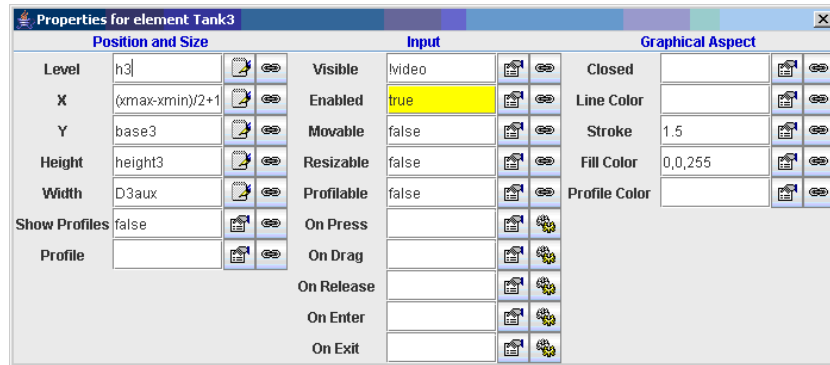 Properties for element Tank3
Position and Size Input Graphical Aspect
Level h3 Visible !video Closed
X (xmax-xmin)/2+1 Enabled true Line Color
Y base3 Movable false Stroke 1.5
Height height3 Resizable false Fill Color 0,0,255
Width D3aux Profilable false Profile Color
Show Profiles false On Press
Profile On Drag
On Release
On Enter
On Exit